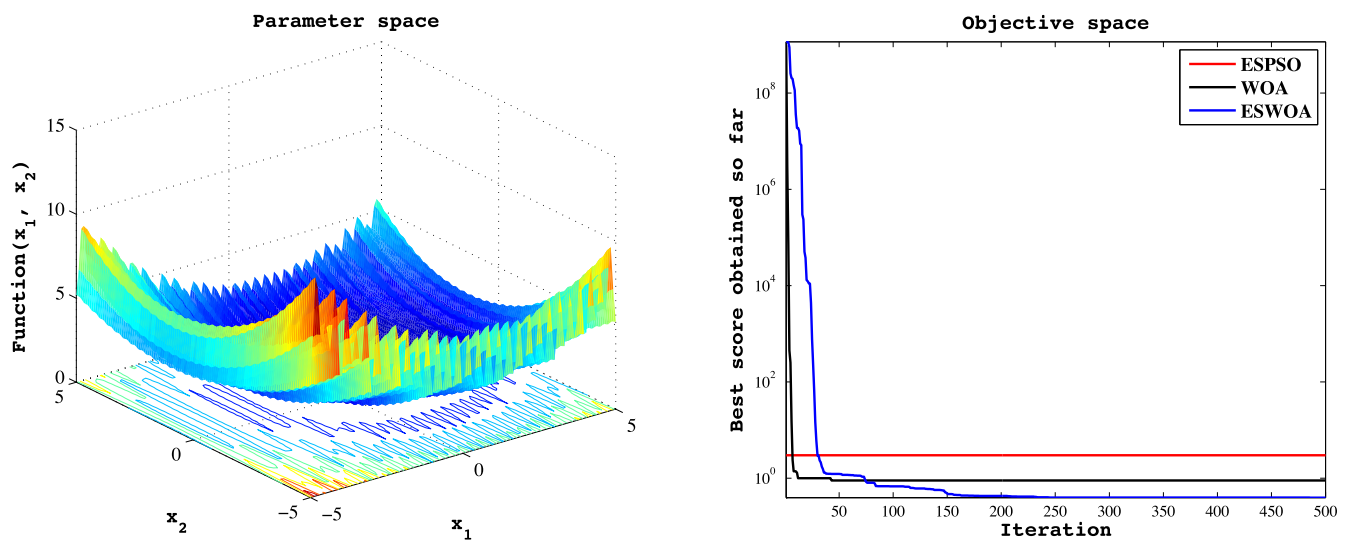 Parameter space
Function(x1, x2)
15
10
5
0
5
0
−5
x2
−5
0
5
x1
Objective space
Best score obtained so far
10^8
10^6
10^4
10^2
10^0
50 100 150 200 250 300 350 400 450 500
Iteration
ESPSO
WOA
ESWOA